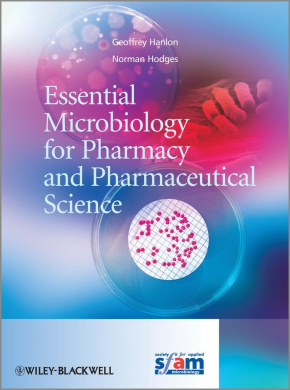 Geoffrey Hanlon
Norman Hodges
Essential
Microbiology
for Pharmacy
and Pharmaceutical
Science
WILEY-BLACKWELL
society for applied
sfam
microbiology